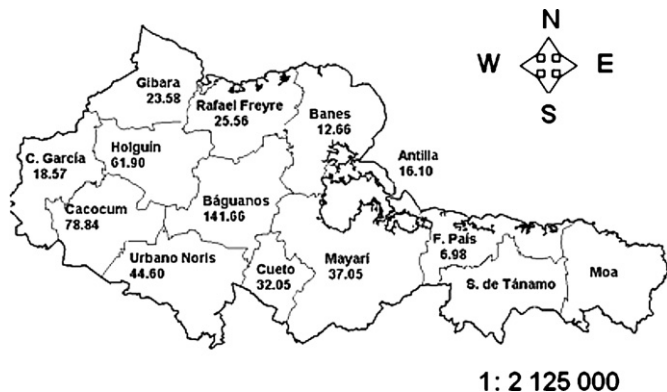 N
W E
S
Gibara
23.58
Rafael Freyre
25.56
Banes
12.66
Antilla
16.10
C. García
18.57
Holguín
61.90
Cacocum
78.84
Báguanos
141.66
Urbano Noris
44.60
Cueto
32.05
Mayarí
37.05
F. País
6.98
S. de Tánamo
Moa
1: 2 125 000